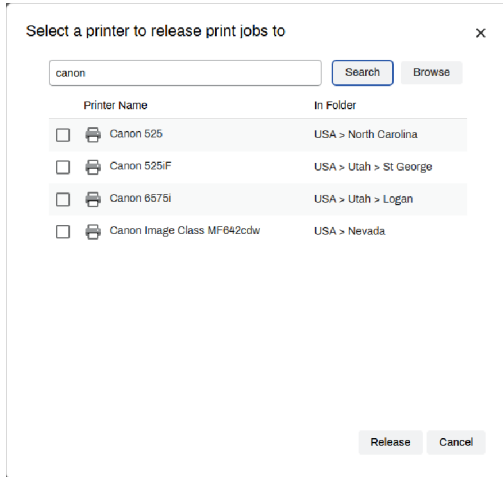 Select a printer to release print jobs to
canon Search Browse
Printer Name In Folder
Canon 525 USA > North Carolina
Canon 525iF USA > Utah > St George
Canon 6575i USA > Utah > Logan
Canon Image Class MF642cdw USA > Nevada
Release Cancel